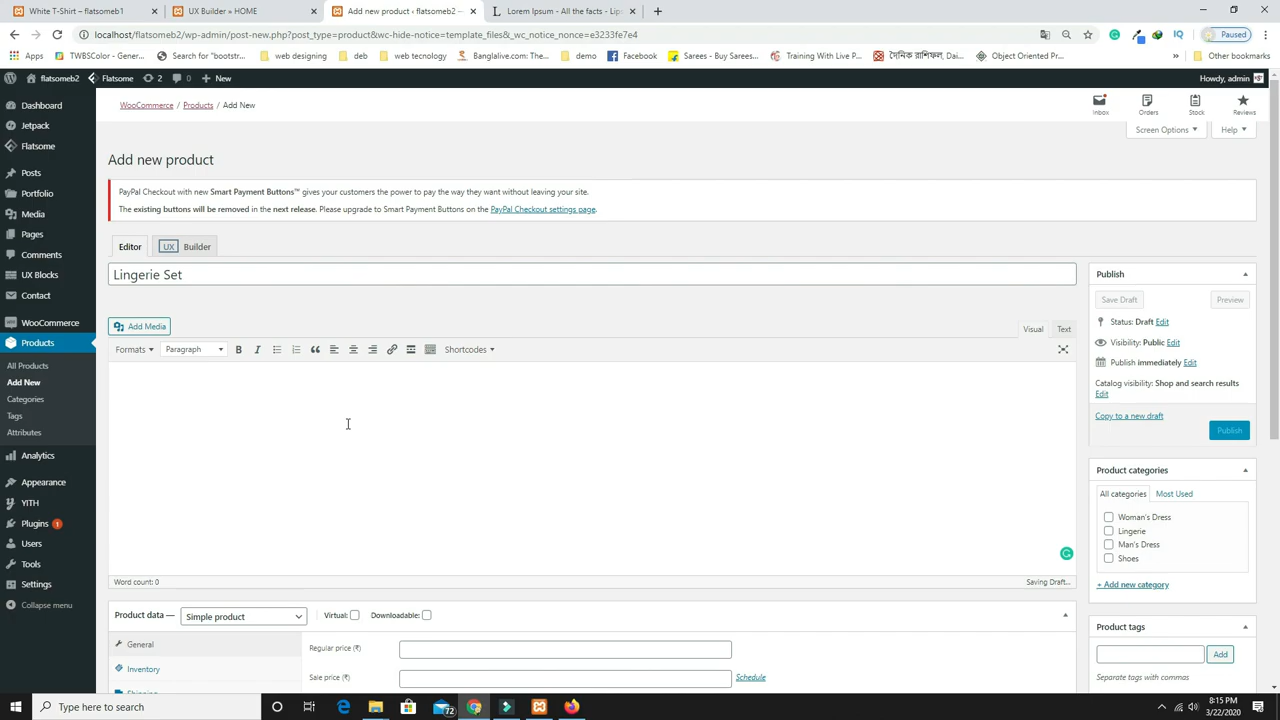 White T-Shirt – flatsome1
UX Builder » HOME
Add new product ‹ flatsomeb2 —
Lorem Ipsum - All the facts - Lips
localhost/flatsomeb2/wp-admin/post-new.php?post_type=product&wc-hide-notice=template_files&_wc_notice_nonce=e3233fe7e4
Paused
Apps
TWBSColor - Gener...
Search for "bootstr...
web designing
deb
web tecnology
demo
Facebook
Sarees - Buy Sarees...
Training With Live P...
দৈনিক রাশিফল, Dai...
Object Oriented Pr...
»
Other bookmarks
flatsomeb2
Flatsome
2
0
New
Howdy, admin
WooCommerce / Products / Add New
Inbox
Orders
Stock
Reviews
Screen Options
Help
Dashboard
Jetpack
Flatsome
Posts
Portfolio
Media
Pages
Comments
UX Blocks
Contact
WooCommerce
Products
All Products
Add New
Categories
Tags
Attributes
Analytics
Appearance
YITH
Plugins 1
Users
Tools
Settings
Collapse menu
Add new product
PayPal Checkout with new Smart Payment Buttons™ gives your customers the power to pay the way they want without leaving your site.
The existing buttons will be removed in the next release. Please upgrade to Smart Payment Buttons on the PayPal Checkout settings page.
Editor
UX Builder
Lingerie Set
Add Media
Visual
Text
Formats
Paragraph
B
I
Shortcodes
Word count: 0
Saving Draft...
Product data —
Simple product
Virtual:
Downloadable:
General
Inventory
Shipping
Regular price (₹)
Sale price (₹)
Schedule
Publish
Save Draft
Preview
Status: Draft Edit
Visibility: Public Edit
Publish immediately Edit
Catalog visibility: Shop and search results
Edit
Copy to a new draft
Publish
Product categories
All categories
Most Used
Woman's Dress
Lingerie
Man's Dress
Shoes
+ Add new category
Product tags
Add
Separate tags with commas
Type here to search
72
8:15 PM
3/22/2020